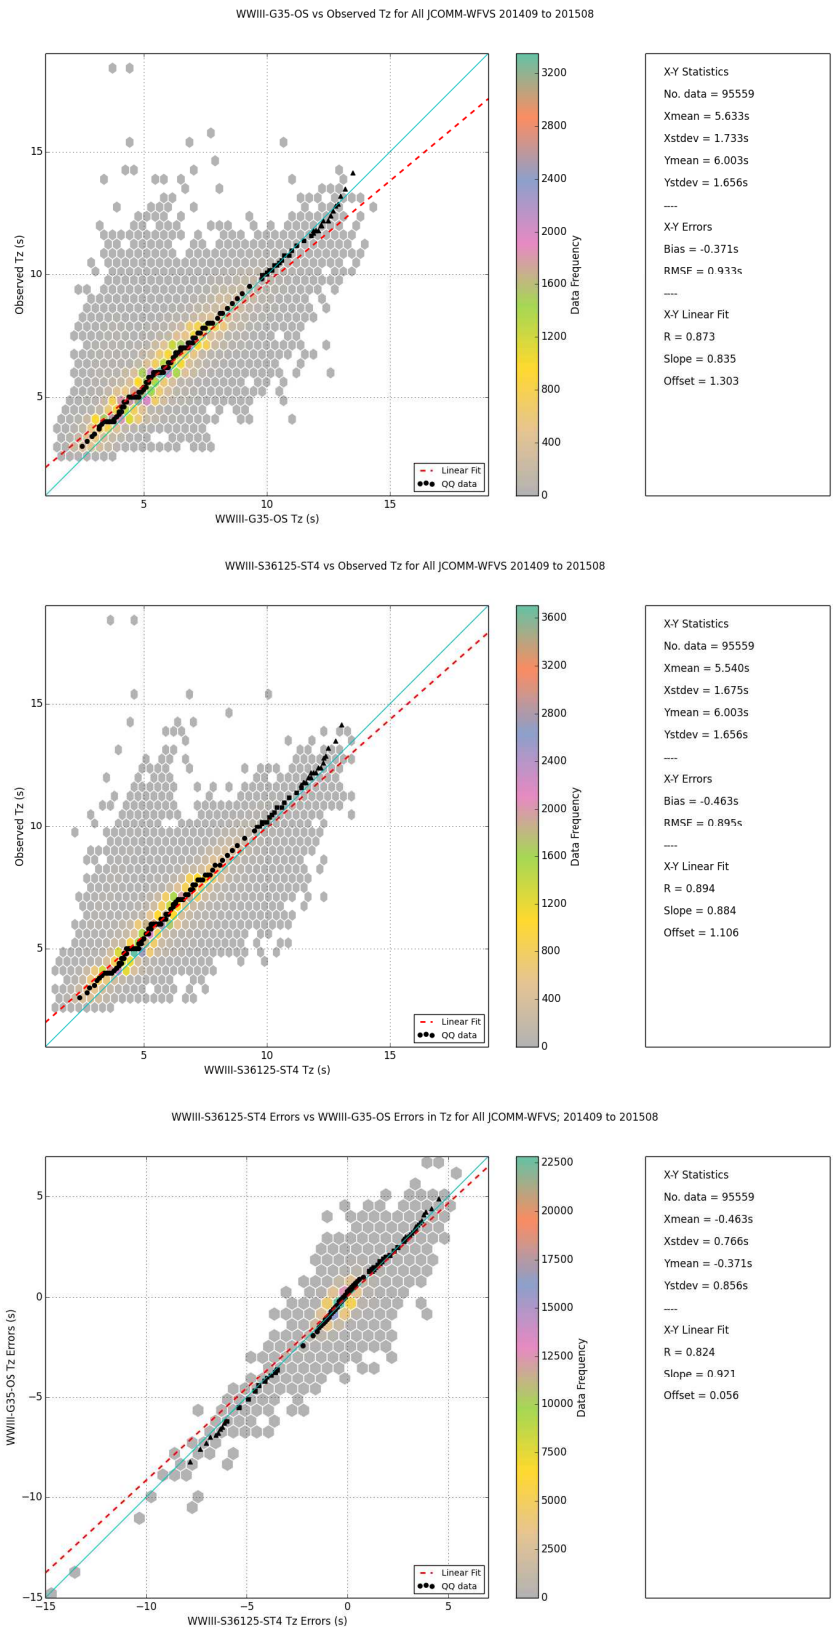 WWIII-G35-OS vs Observed Tz for All JCOMM-WFVS 201409 to 201508
Observed Tz (s)
15
10
5
5
10
15
WWIII-G35-OS Tz (s)
Linear Fit
QQ data
3200
2800
2400
2000
1600
1200
800
400
0
Data Frequency
X-Y Statistics
No. data = 95559
Xmean = 5.633s
Xstdev = 1.733s
Ymean = 6.003s
Ystdev = 1.656s
----
X-Y Errors
Bias = -0.371s
RMSE = 0.933s
----
X-Y Linear Fit
R = 0.873
Slope = 0.835
Offset = 1.303
WWIII-S36125-ST4 vs Observed Tz for All JCOMM-WFVS 201409 to 201508
Observed Tz (s)
15
10
5
5
10
15
WWIII-S36125-ST4 Tz (s)
Linear Fit
QQ data
3600
3200
2800
2400
2000
1600
1200
800
400
0
Data Frequency
X-Y Statistics
No. data = 95559
Xmean = 5.540s
Xstdev = 1.675s
Ymean = 6.003s
Ystdev = 1.656s
----
X-Y Errors
Bias = -0.463s
RMSE = 0.895s
----
X-Y Linear Fit
R = 0.894
Slope = 0.884
Offset = 1.106
WWIII-S36125-ST4 Errors vs WWIII-G35-OS Errors in Tz for All JCOMM-WFVS; 201409 to 201508
WWIII-G35-OS Tz Errors (s)
5
0
−5
−10
−15
−15
−10
−5
0
5
WWIII-S36125-ST4 Tz Errors (s)
Linear Fit
QQ data
22500
20000
17500
15000
12500
10000
7500
5000
2500
0
Data Frequency
X-Y Statistics
No. data = 95559
Xmean = -0.463s
Xstdev = 0.766s
Ymean = -0.371s
Ystdev = 0.856s
----
X-Y Linear Fit
R = 0.824
Slope = 0.921
Offset = 0.056